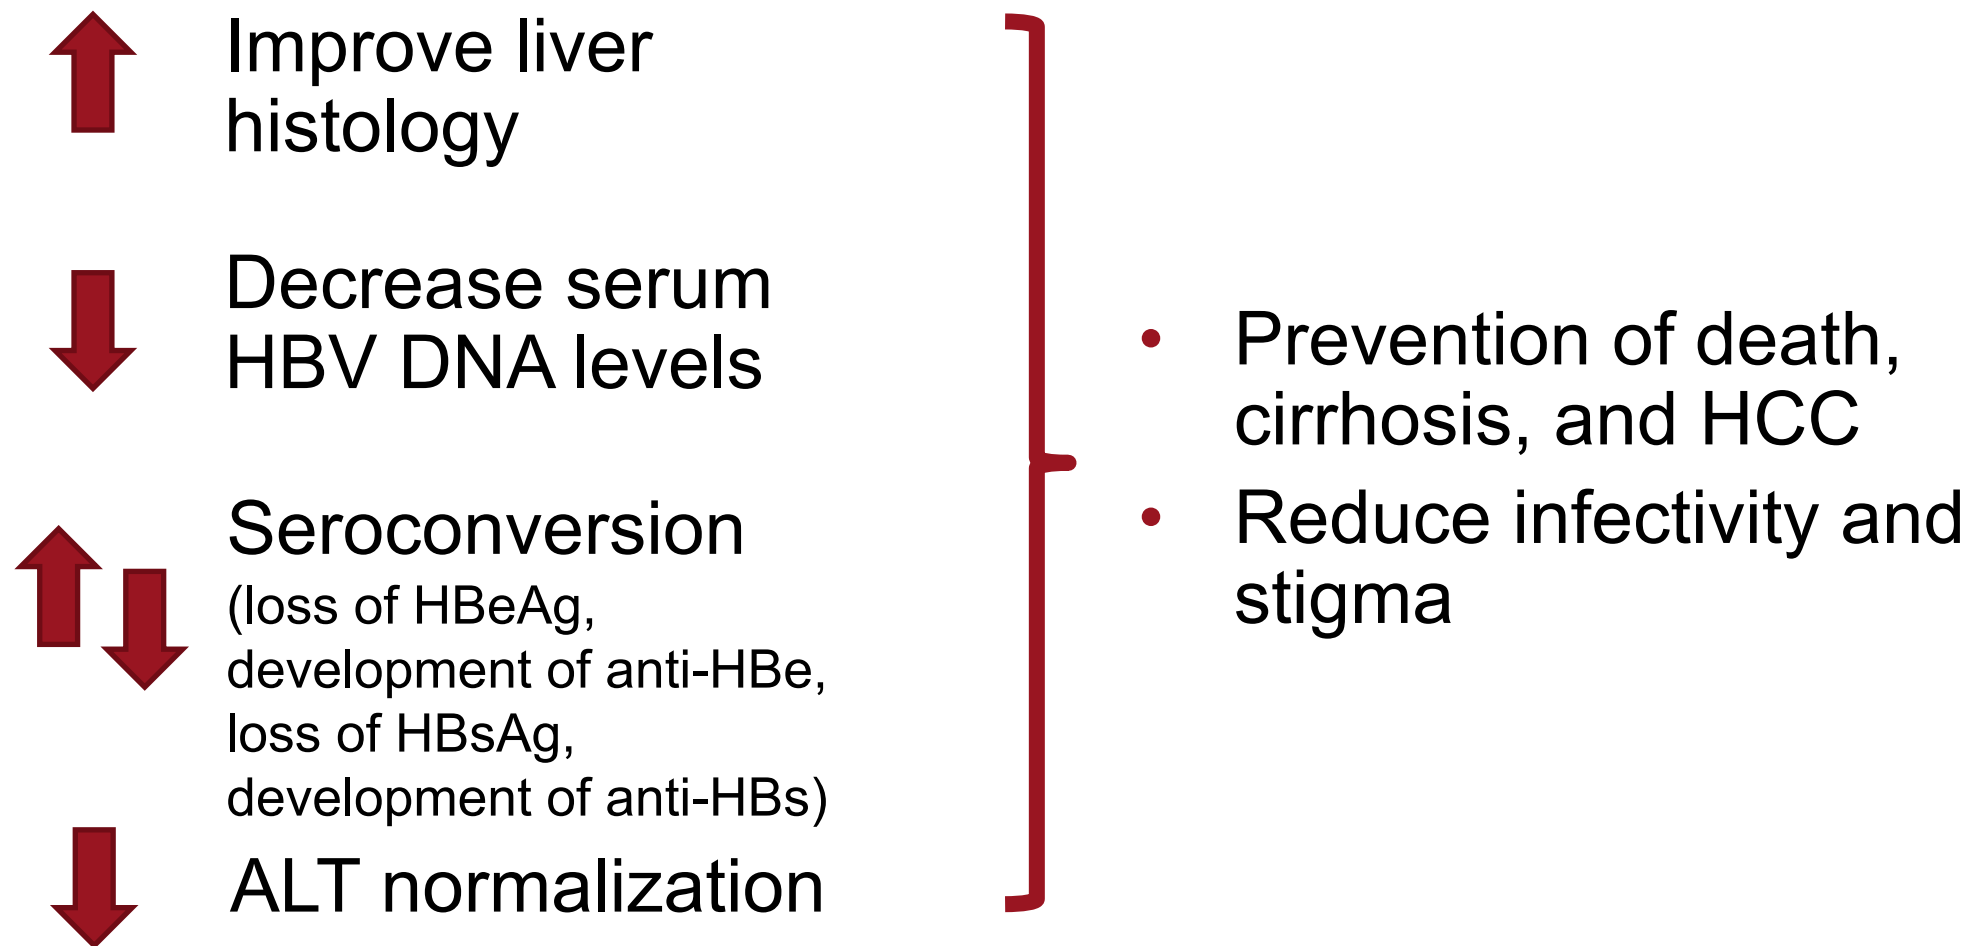 Improve liver
histology
Decrease serum
HBV DNA levels
Seroconversion
(loss of HBeAg,
development of anti-HBe,
loss of HBsAg,
development of anti-HBs)
ALT normalization
• Prevention of death,
cirrhosis, and HCC
• Reduce infectivity and
stigma